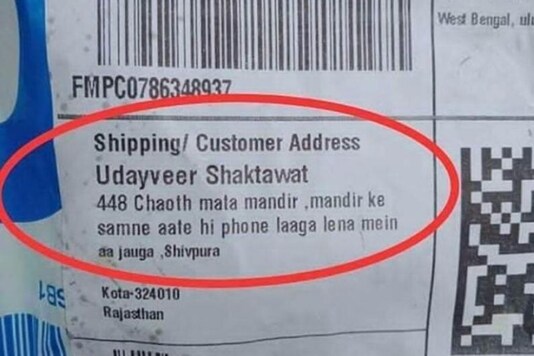 West Bengal,
FMPC0786348937
Shipping/ Customer Address
Udayveer Shaktawat
448 Chaoth mata mandir ,mandir ke
samne aate hi phone laaga lena mein
aa jauga ,Shivpura
Kota-324010
Rajasthan
SB1